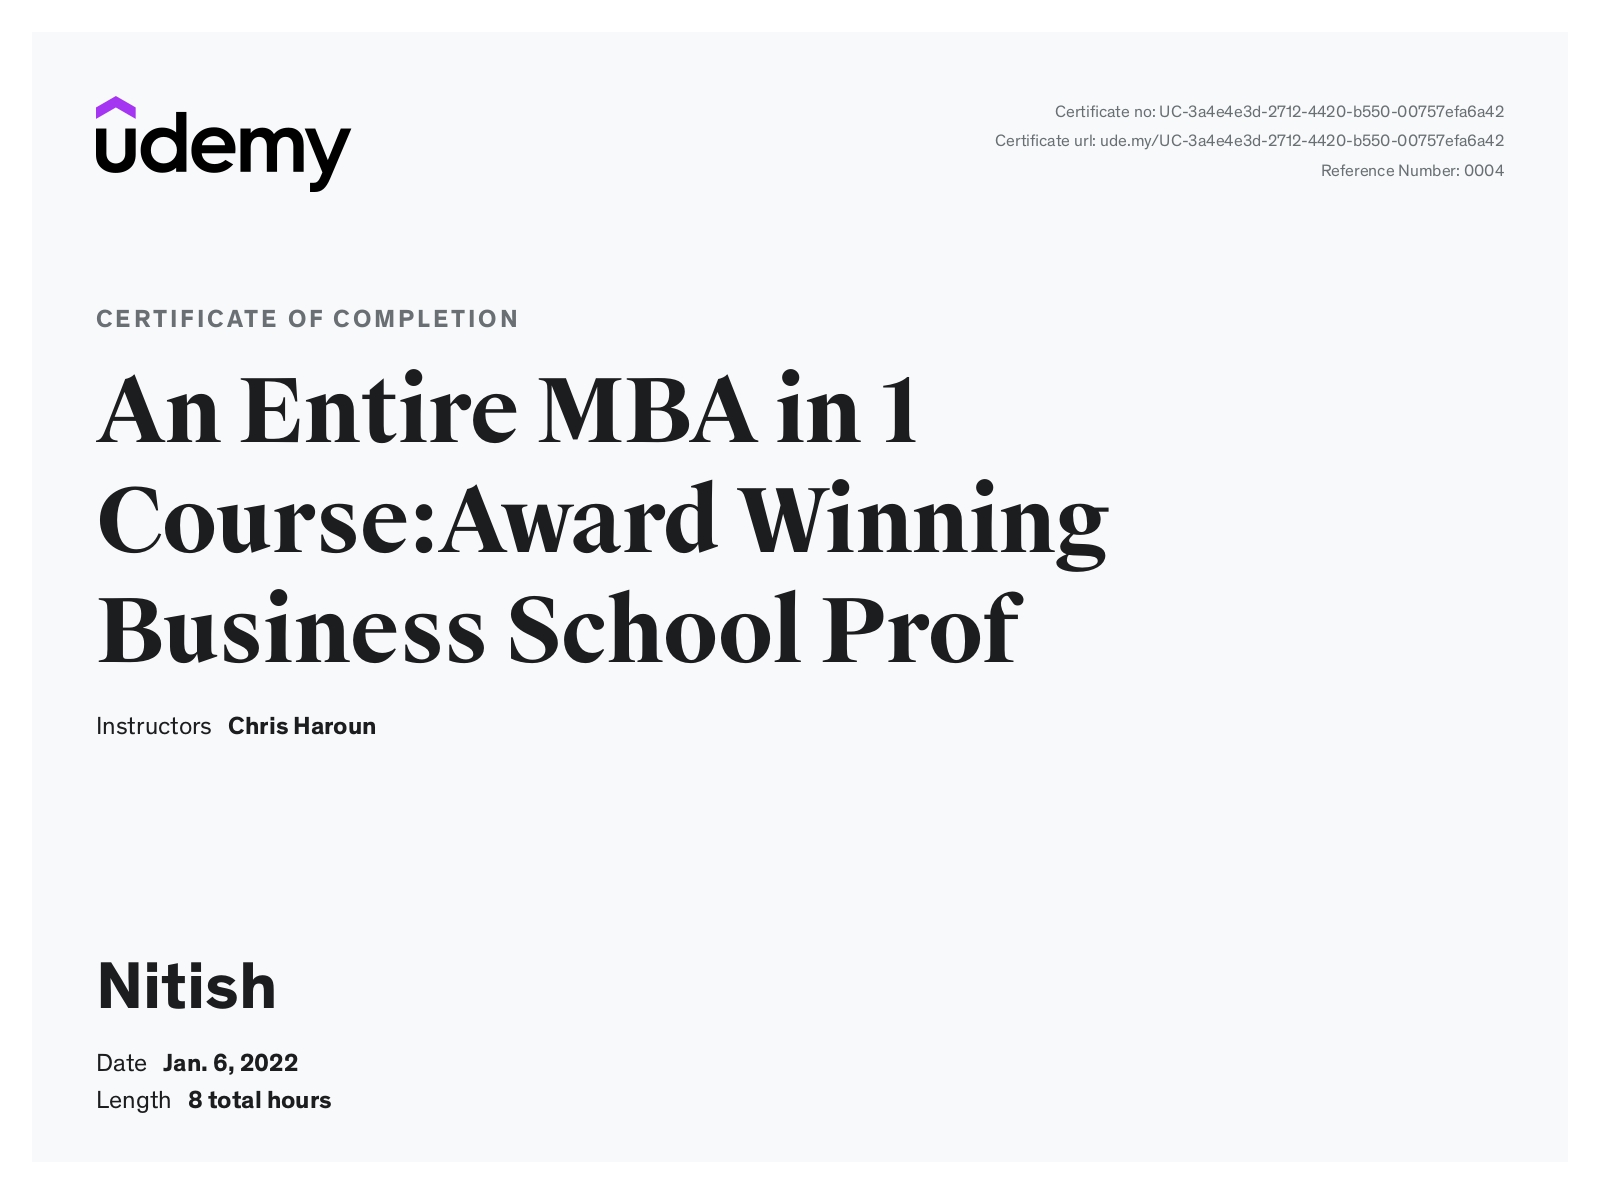 udemy
Certificate no: UC-3a4e4e3d-2712-4420-b550-00757efa6a42
Certificate url: ude.my/UC-3a4e4e3d-2712-4420-b550-00757efa6a42
Reference Number: 0004
CERTIFICATE OF COMPLETION
An Entire MBA in 1
Course:Award Winning
Business School Prof
Instructors Chris Haroun
Nitish
Date Jan. 6, 2022
Length 8 total hours